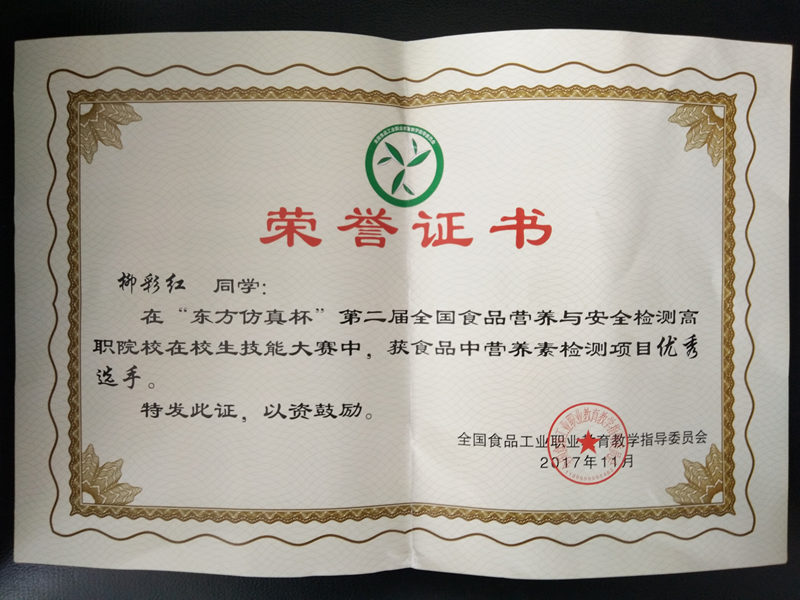 荣誉证书
柳彩红 同学：
在“东方仿真杯”第二届全国食品营养与安全检测高
职院校在校生技能大赛中，获食品中营养素检测项目优秀
选手。
特发此证，以资鼓励。
全国食品工业职业教育教学指导委员会
2017年11月